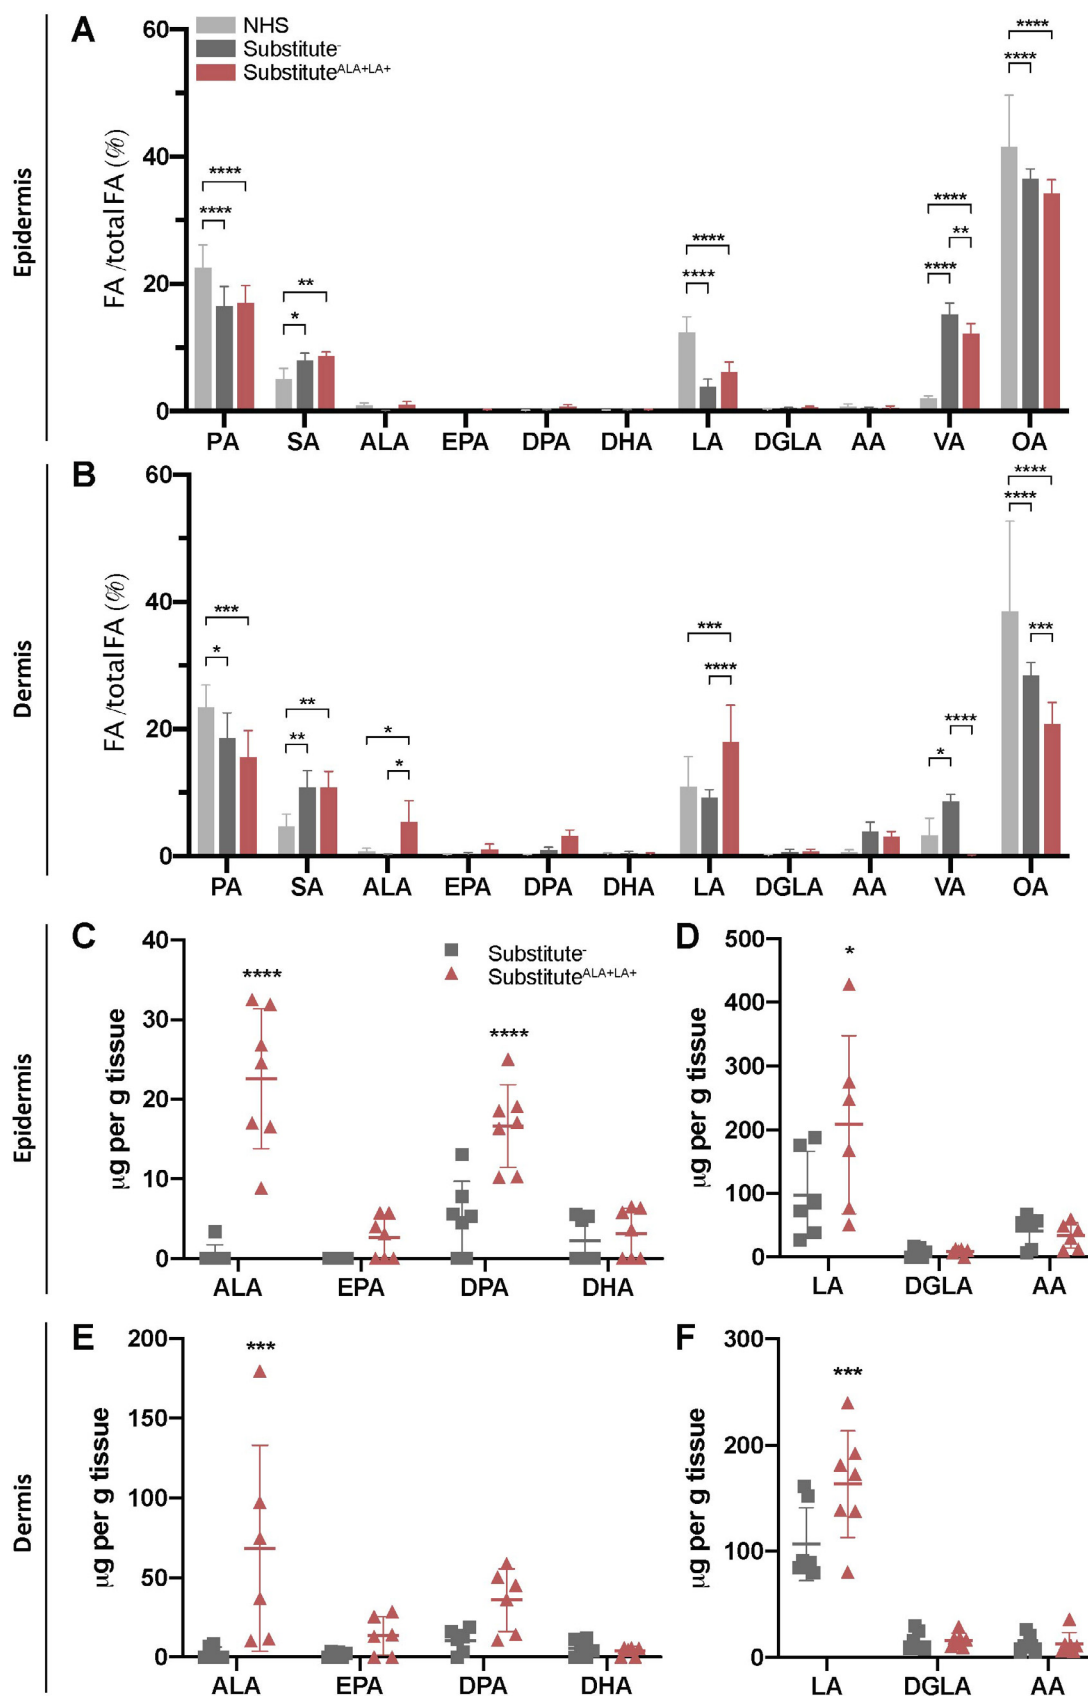 A
NHS
Substitute-
SubstituteALA+LA+
Epidermis
FA /total FA (%)
60
40
20
0
**** **** * ** **** **** **** **** ** **** ****
PA SA ALA EPA DPA DHA LA DGLA AA VA OA
B
Dermis
FA /total FA (%)
60
40
20
0
* *** ** ** * * *** **** * **** **** **** ***
PA SA ALA EPA DPA DHA LA DGLA AA VA OA
C
Epidermis
μg per g tissue
40
30
20
10
0
Substitute-
SubstituteALA+LA+
**** ****
ALA EPA DPA DHA
D
μg per g tissue
500
400
300
200
100
0
*
LA DGLA AA
E
Dermis
μg per g tissue
200
150
100
50
0
***
ALA EPA DPA DHA
F
μg per g tissue
300
200
100
0
***
LA DGLA AA